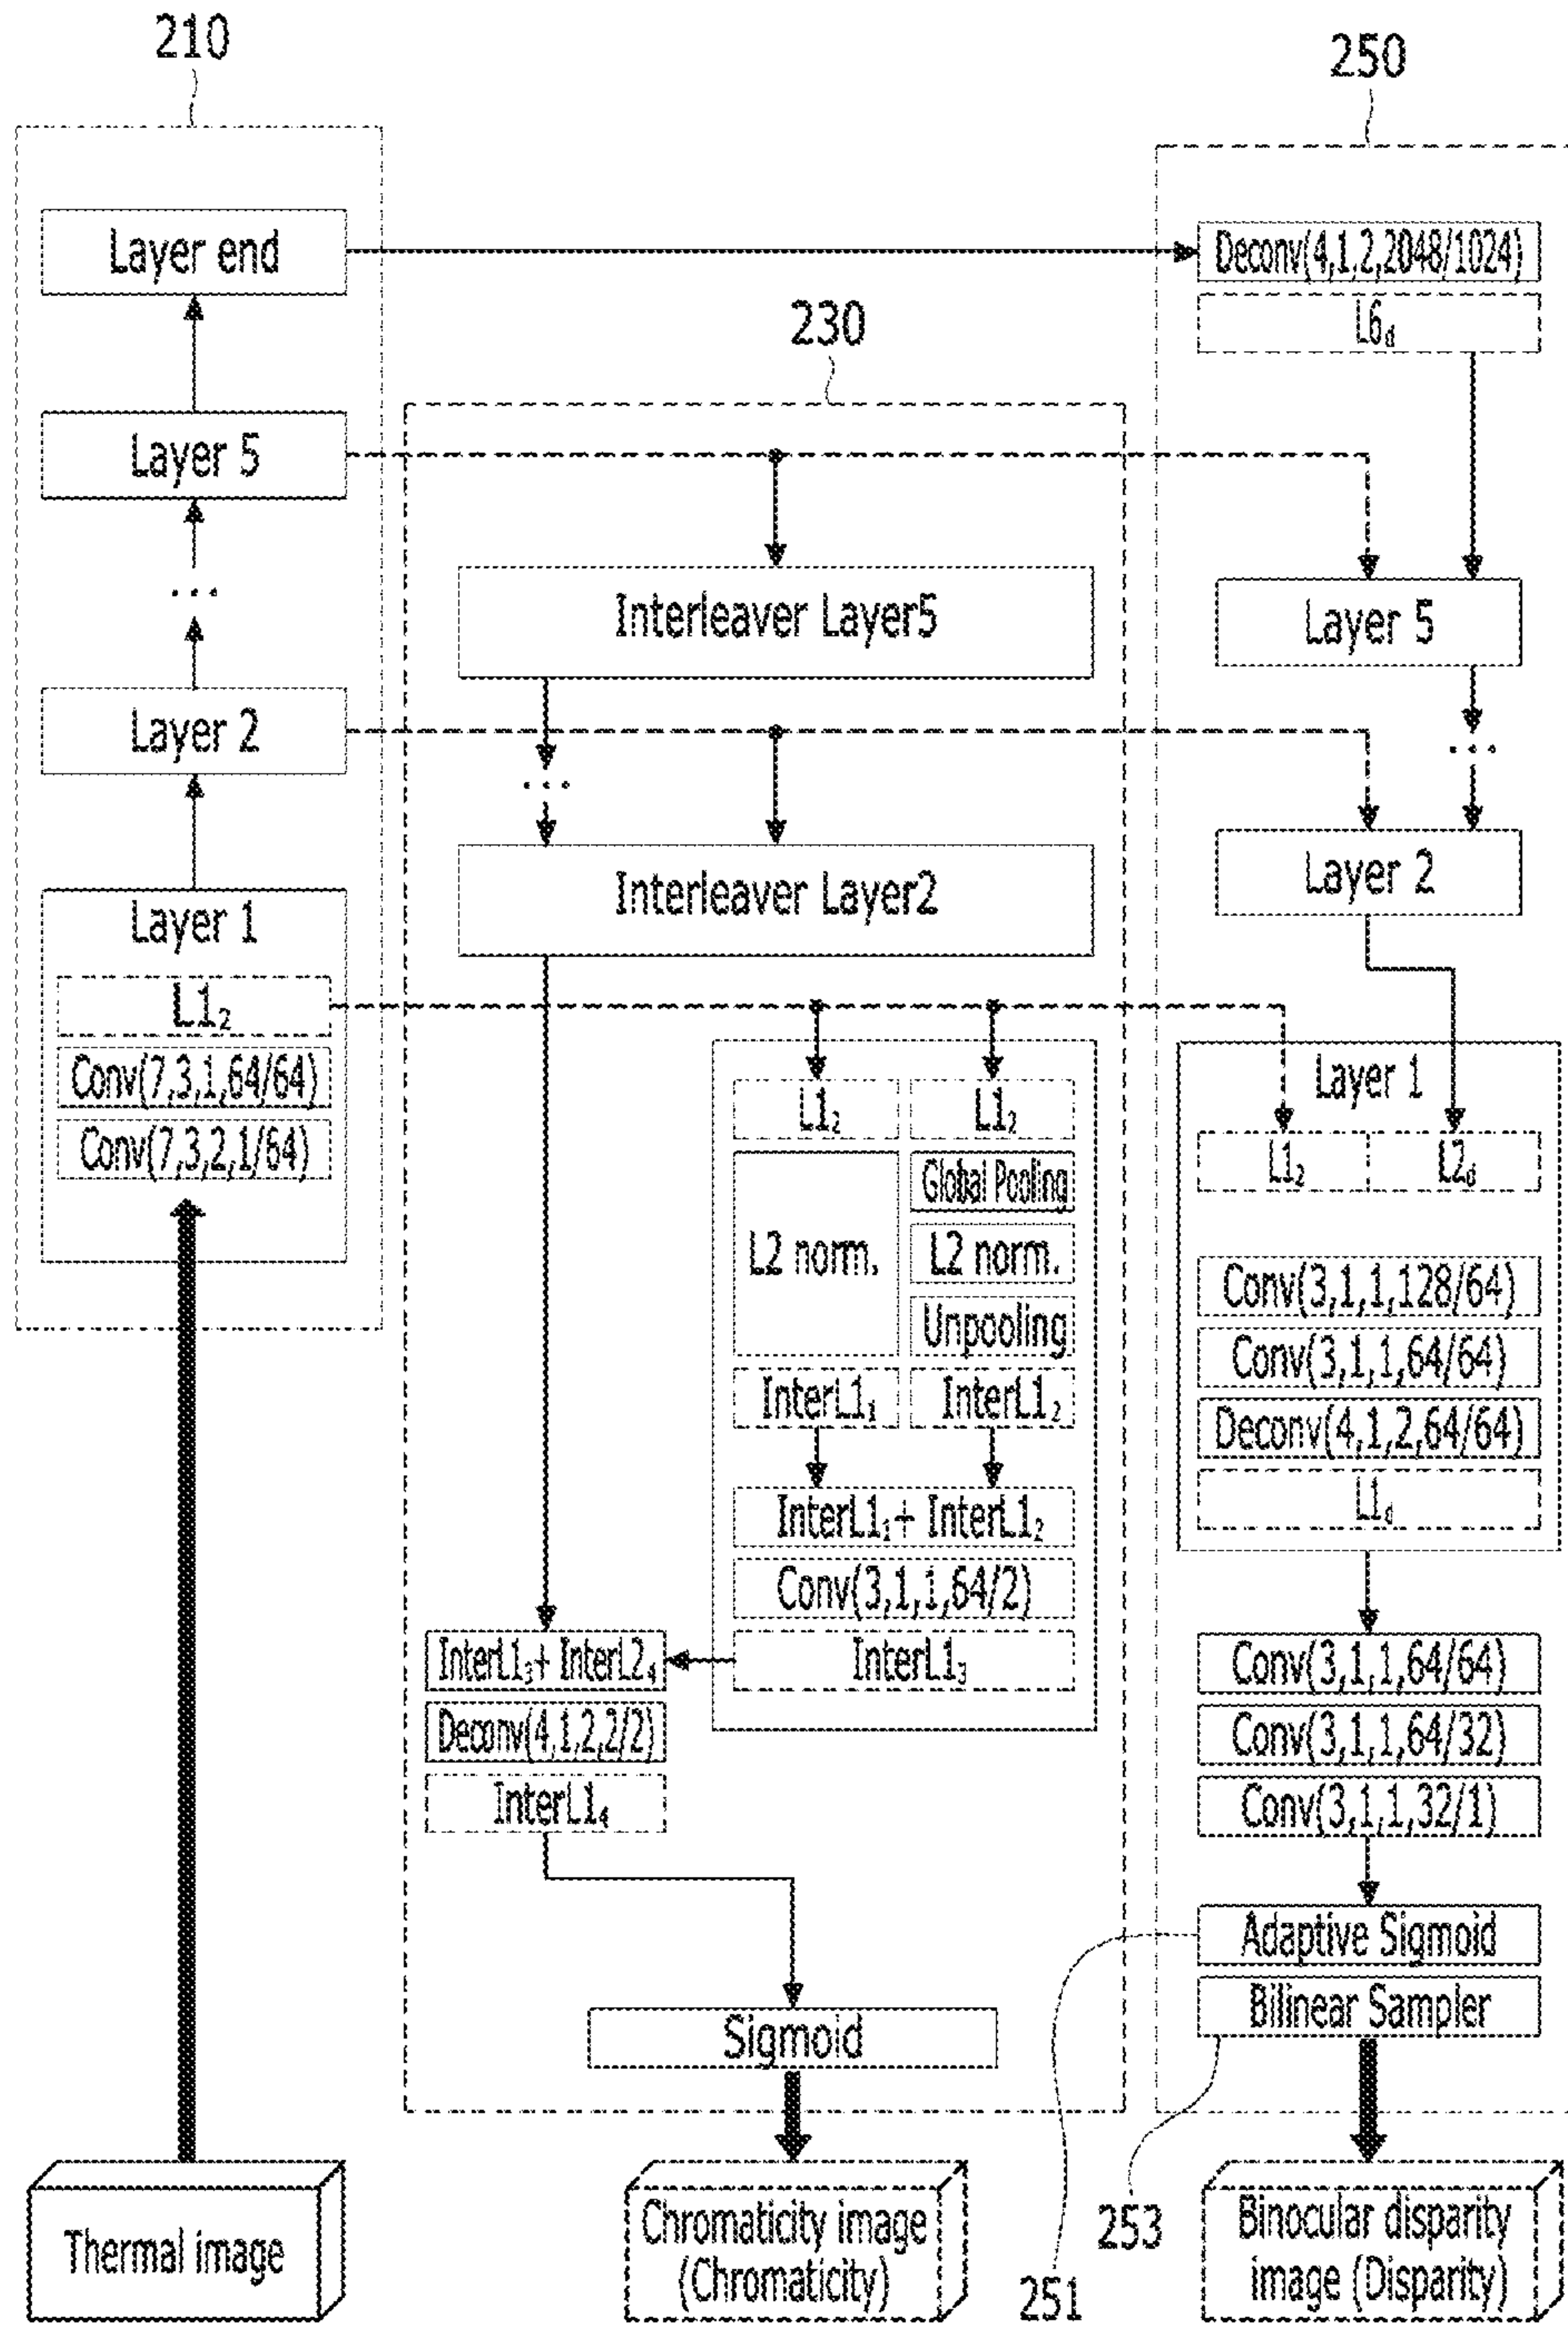 210
Layer end
Layer 5
...
Layer 2
Layer 1
L1₂
Conv(7,3,1,64/64)
Conv(7,3,2,1/64)
Thermal image
230
Interleaver Layer5
...
Interleaver Layer2
L1₂
L2 norm.
InterL1₁
L1₂
Global Pooling
L2 norm.
Unpooling
InterL1₂
InterL1₁+ InterL1₂
Conv(3,1,1,64/2)
InterL1₃
InterL1₃+ InterL2₄
Deconv(4,1,2,2/2)
InterL1₄
Sigmoid
Chromaticity image
(Chromaticity)
250
Deconv(4,1,2,2048/1024)
L6d
Layer 5
...
Layer 2
Layer 1
L1₂
L2d
Conv(3,1,1,128/64)
Conv(3,1,1,64/64)
Deconv(4,1,2,64/64)
L1d
Conv(3,1,1,64/64)
Conv(3,1,1,64/32)
Conv(3,1,1,32/1)
Adaptive Sigmoid
Bilinear Sampler
251
253
Binocular disparity
image (Disparity)